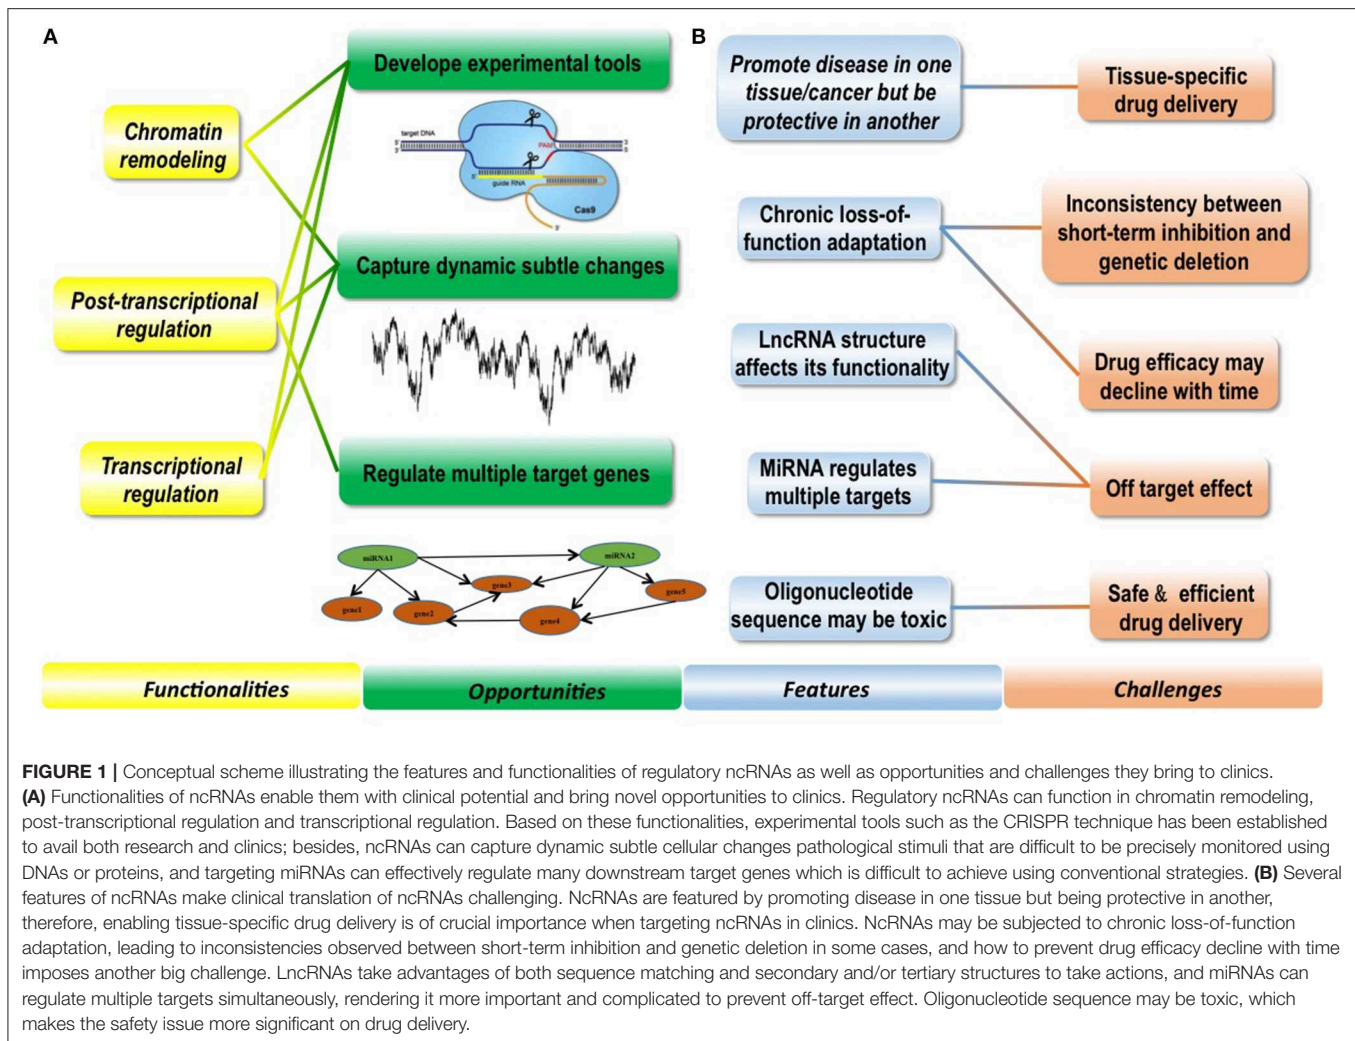 A
Develope experimental tools
Chromatin
remodeling
target DNA
5'
3'
3'
5'
PAM
5'
guide RNA
Cas9
3'
Capture dynamic subtle changes
Post-transcriptional
regulation
Transcriptional
regulation
Regulate multiple target genes
miRNA1
miRNA2
gene1
gene2
gene3
gene4
gene5
B
Promote disease in one
tissue/cancer but be
protective in another
Tissue-specific
drug delivery
Chronic loss-of-
function adaptation
Inconsistency between
short-term inhibition and
genetic deletion
LncRNA structure
affects its functionality
Drug efficacy may
decline with time
MiRNA regulates
multiple targets
Off target effect
Oligonucleotide
sequence may be toxic
Safe & efficient
drug delivery
Functionalities
Opportunities
Features
Challenges
FIGURE 1 | Conceptual scheme illustrating the features and functionalities of regulatory ncRNAs as well as opportunities and challenges they bring to clinics.
(A) Functionalities of ncRNAs enable them with clinical potential and bring novel opportunities to clinics. Regulatory ncRNAs can function in chromatin remodeling,
post-transcriptional regulation and transcriptional regulation. Based on these functionalities, experimental tools such as the CRISPR technique has been established
to avail both research and clinics; besides, ncRNAs can capture dynamic subtle cellular changes pathological stimuli that are difficult to be precisely monitored using
DNAs or proteins, and targeting miRNAs can effectively regulate many downstream target genes which is difficult to achieve using conventional strategies. (B) Several
features of ncRNAs make clinical translation of ncRNAs challenging. NcRNAs are featured by promoting disease in one tissue but being protective in another,
therefore, enabling tissue-specific drug delivery is of crucial importance when targeting ncRNAs in clinics. NcRNAs may be subjected to chronic loss-of-function
adaptation, leading to inconsistencies observed between short-term inhibition and genetic deletion in some cases, and how to prevent drug efficacy decline with time
imposes another big challenge. LncRNAs take advantages of both sequence matching and secondary and/or tertiary structures to take actions, and miRNAs can
regulate multiple targets simultaneously, rendering it more important and complicated to prevent off-target effect. Oligonucleotide sequence may be toxic, which
makes the safety issue more significant on drug delivery.